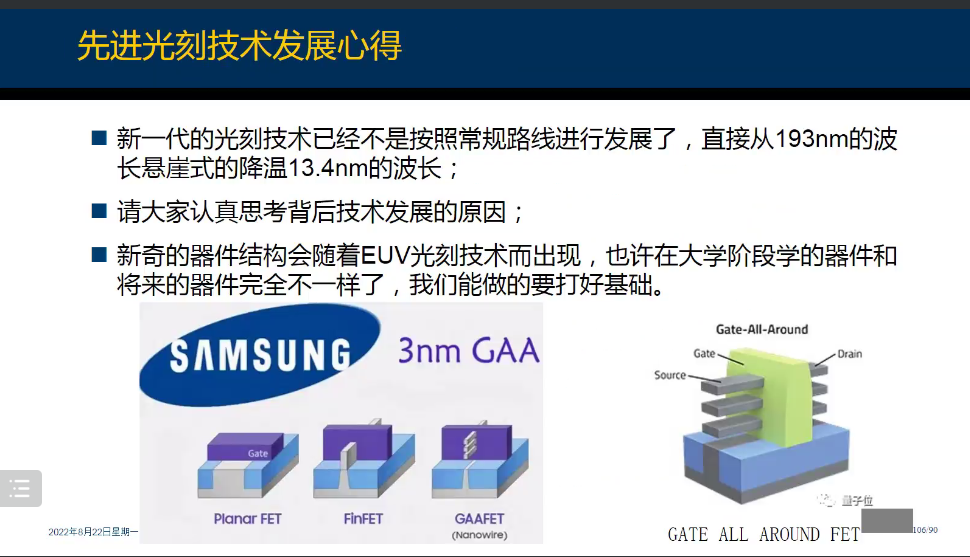 先进光刻技术发展心得
新一代的光刻技术已经不是按照常规路线进行发展了，直接从193nm的波
长悬崖式的降温13.4nm的波长；
请大家认真思考背后技术发展的原因；
新奇的器件结构会随着EUV光刻技术而出现，也许在大学阶段学的器件和
将来的器件完全不一样了，我们能做的要打好基础。
SAMSUNG
3nm GAA
Gate
Planar FET
FinFET
GAAFET
(Nanowire)
Gate-All-Around
Gate
Drain
Source
量子位
GATE ALL AROUND FET
2022年8月22日星期一
106/90